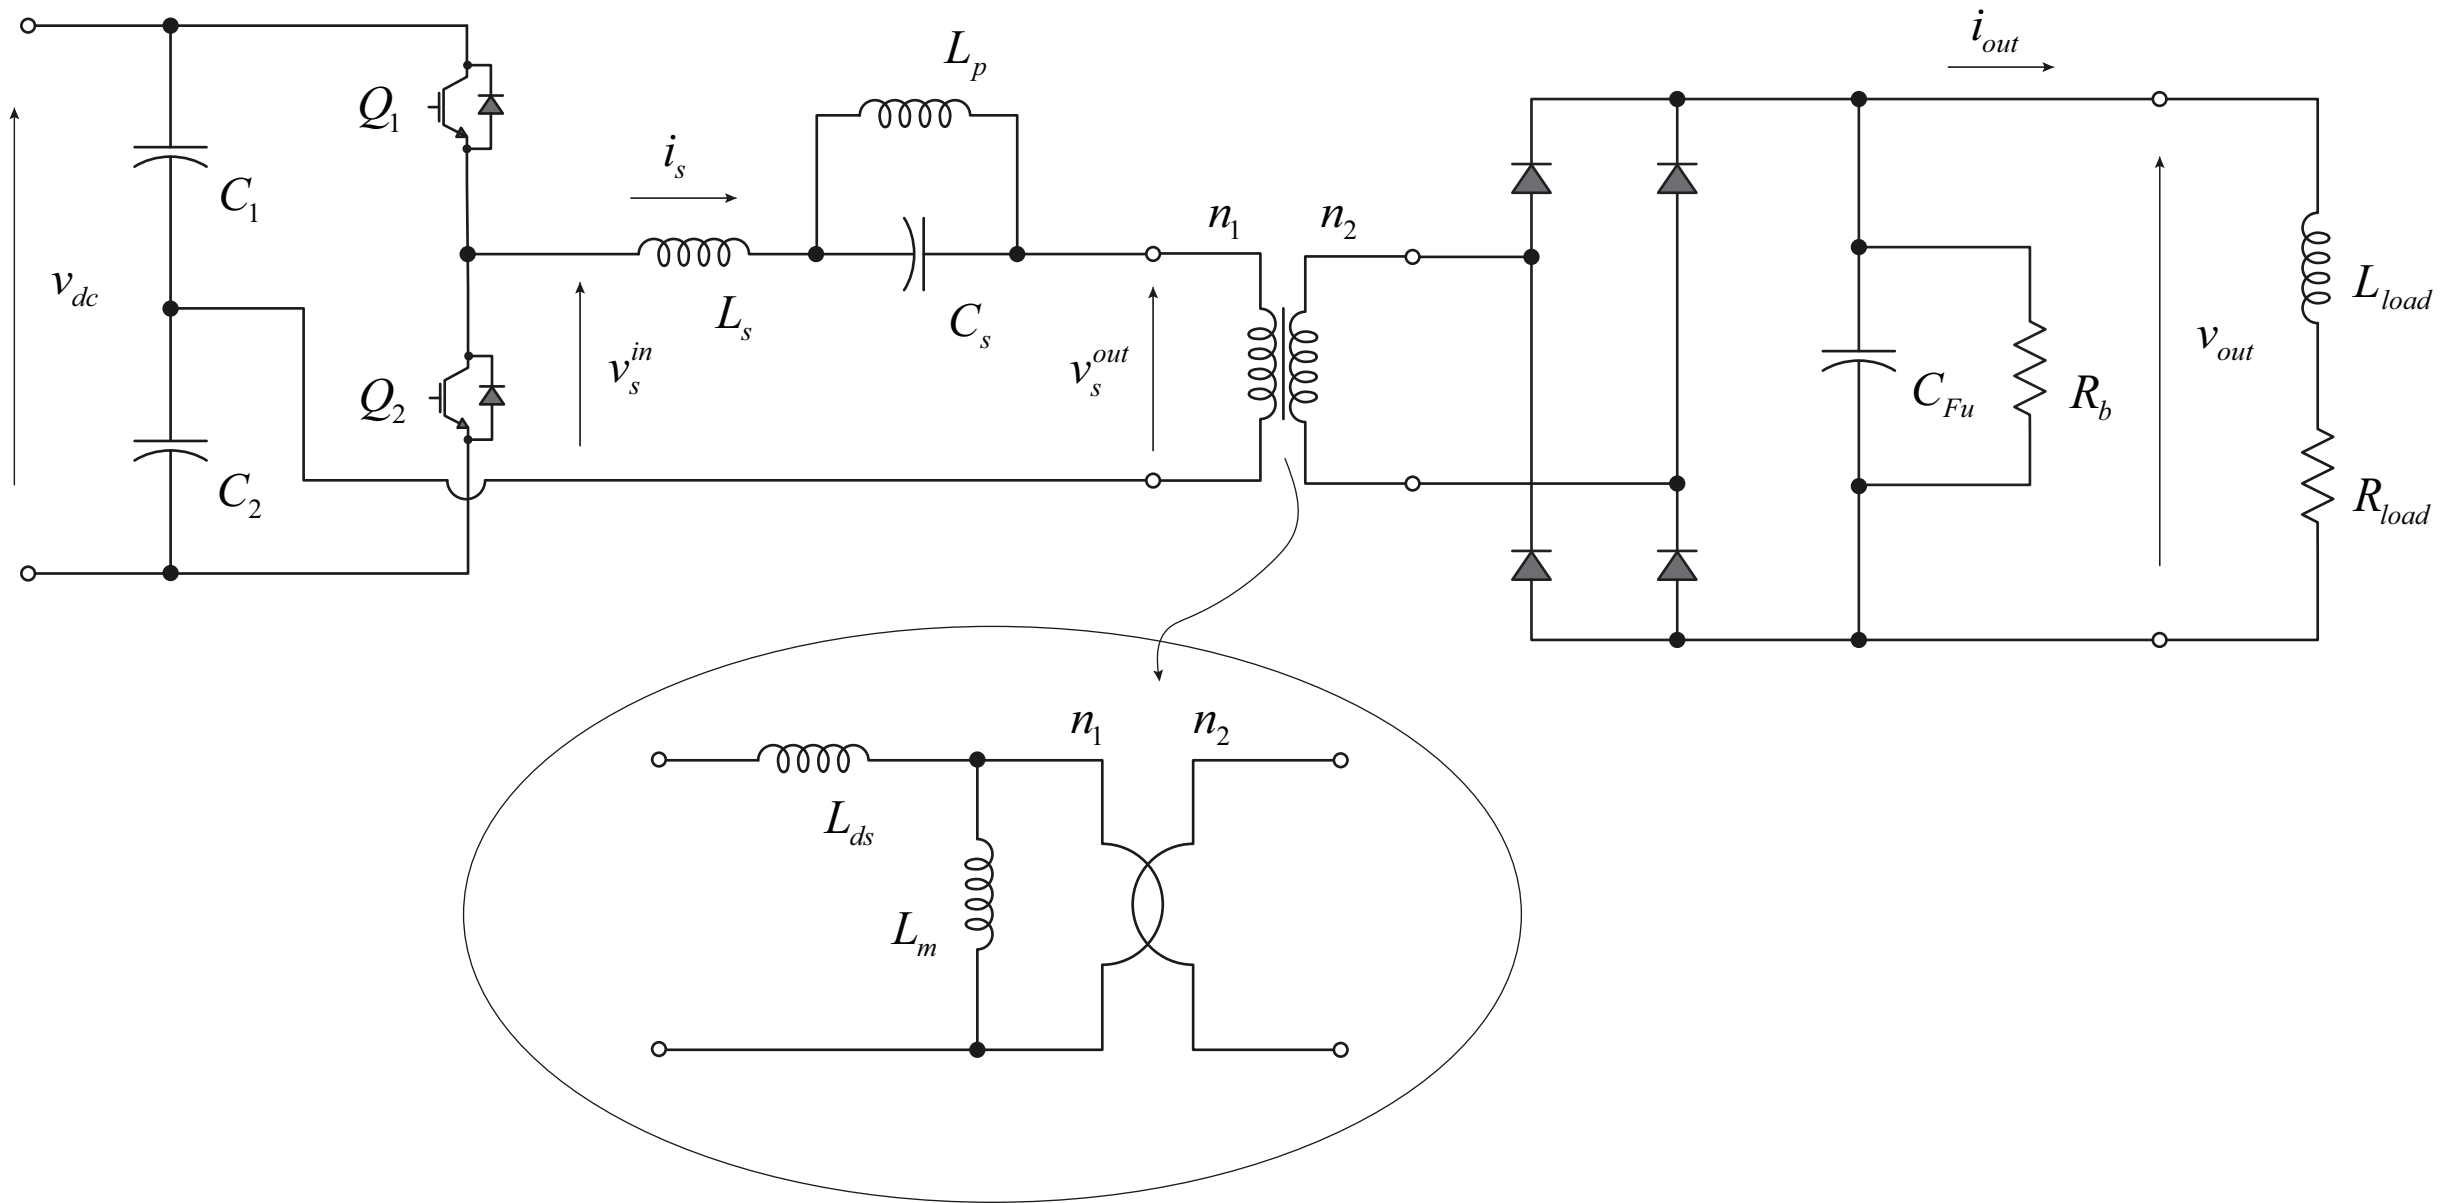 i_out
L_p
Q_1
i_s
C_1
n_1
n_2
v_dc
L_s
C_s
L_load
v_s^in
v_s^out
v_out
Q_2
C_Fu
R_b
C_2
R_load
n_1
n_2
L_ds
L_m